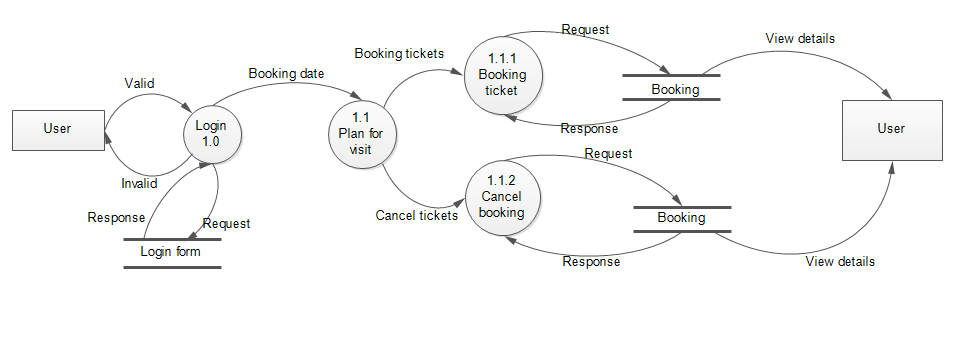 Request
View details
Booking tickets
1.1.1
Booking
ticket
Booking date
Valid
Booking
User
Login
1.0
1.1
Plan for
visit
Response
User
Request
Invalid
1.1.2
Cancel
booking
Response
Request
Cancel tickets
Booking
Login form
Response
View details